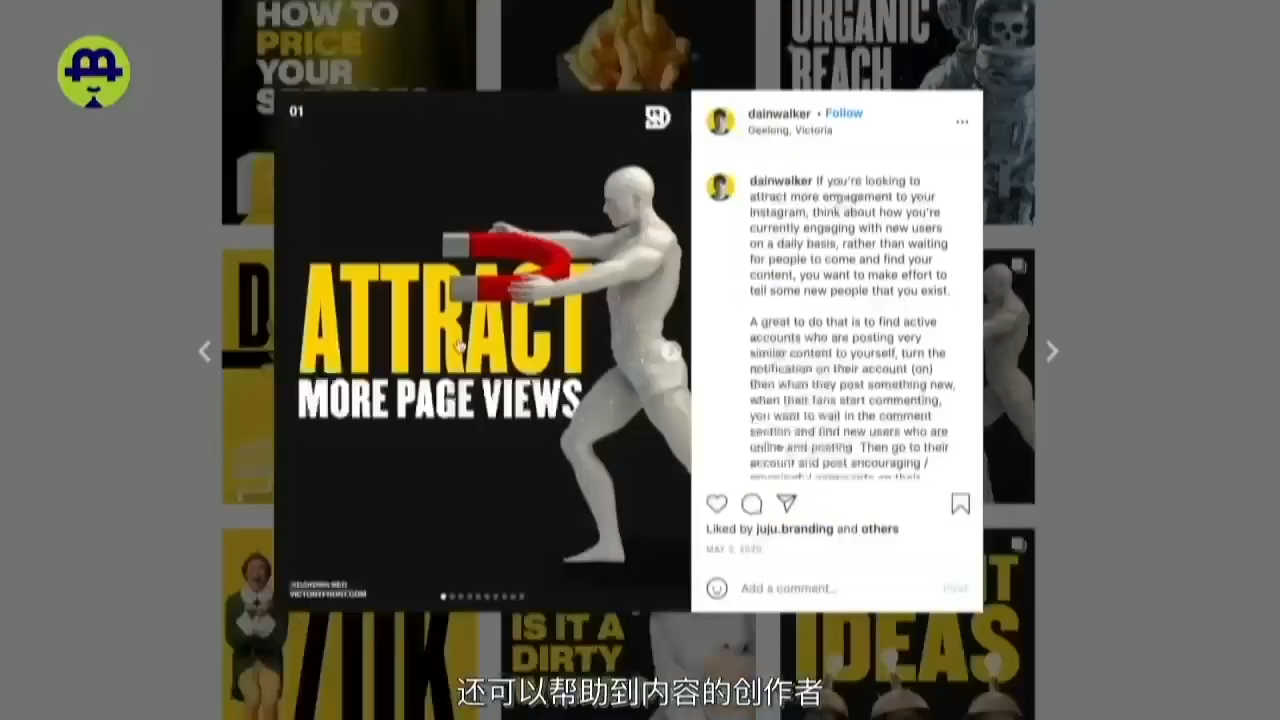 HOW TO
PRICE
YOUR
ORGANIC
REACH
01
ATTRACT
MORE PAGE VIEWS
VICTORYFRONT.COM
dainwalker • Follow
Geelong, Victoria
dainwalker If you're looking to
attract more engagement to your
Instagram, think about how you're
currently engaging with new users
on a daily basis, rather than waiting
for people to come and find your
content, you want to make effort to
tell some new people that you exist.
A great to do that is to find active
accounts who are posting very
similar content to yourself, turn the
notification on their account (on)
then when they post something new,
when their fans start commenting,
you want to wait in the comment
section and find new users who are
online and posting. Then go to their
account and post encouraging /
Liked by juju.branding and others
MAY 2, 2020
Add a comment...
Post
IS IT A
DIRTY
IDEAS
还可以帮助到内容的创作者